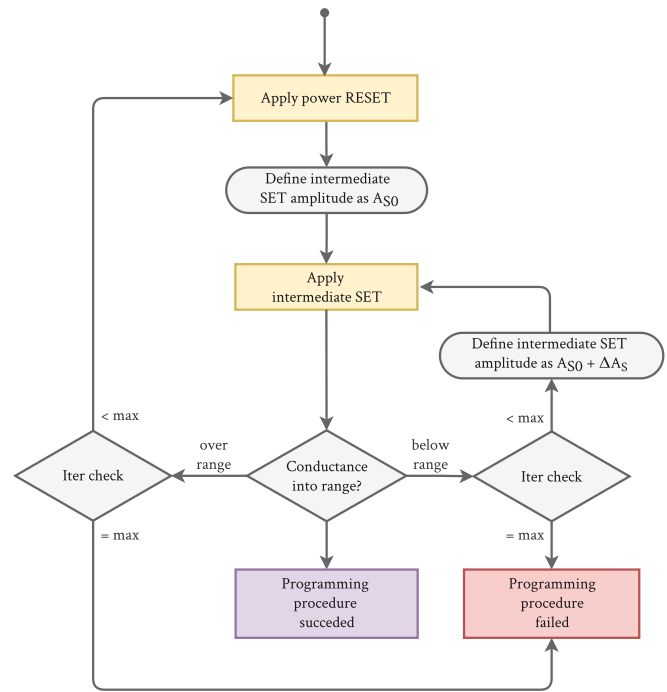 Apply power RESET
Define intermediate
SET amplitude as AS0
Apply
intermediate SET
Define intermediate SET
amplitude as AS0 + ΔAS
< max
< max
over
range
below
range
Iter check
Conductance
into range?
Iter check
= max
= max
Programming
procedure
succeded
Programming
procedure
failed